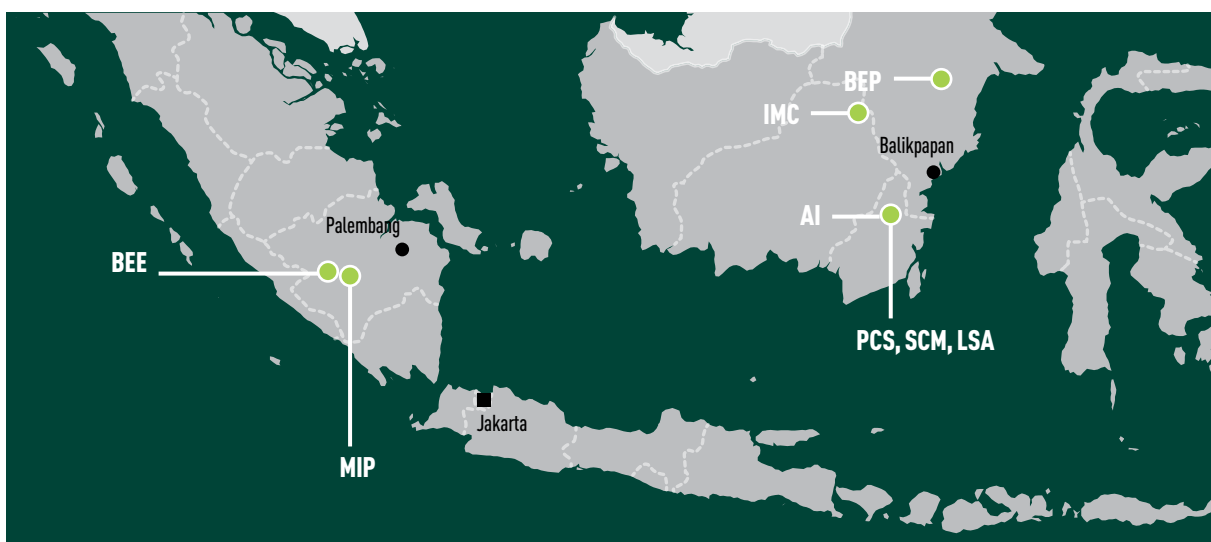 BEP
IMC
Balikpapan
AI
Palembang
BEE
PCS, SCM, LSA
Jakarta
MIP